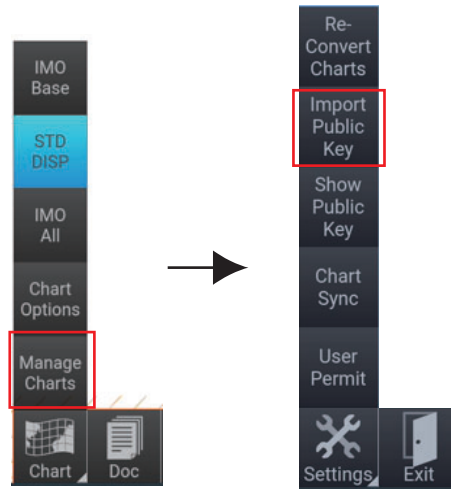 IMO
Base
STD
DISP
IMO
All
Chart
Options
Manage
Charts
Chart
Doc
Re-
Convert
Charts
Import
Public
Key
Show
Public
Key
Chart
Sync
User
Permit
Settings
Exit